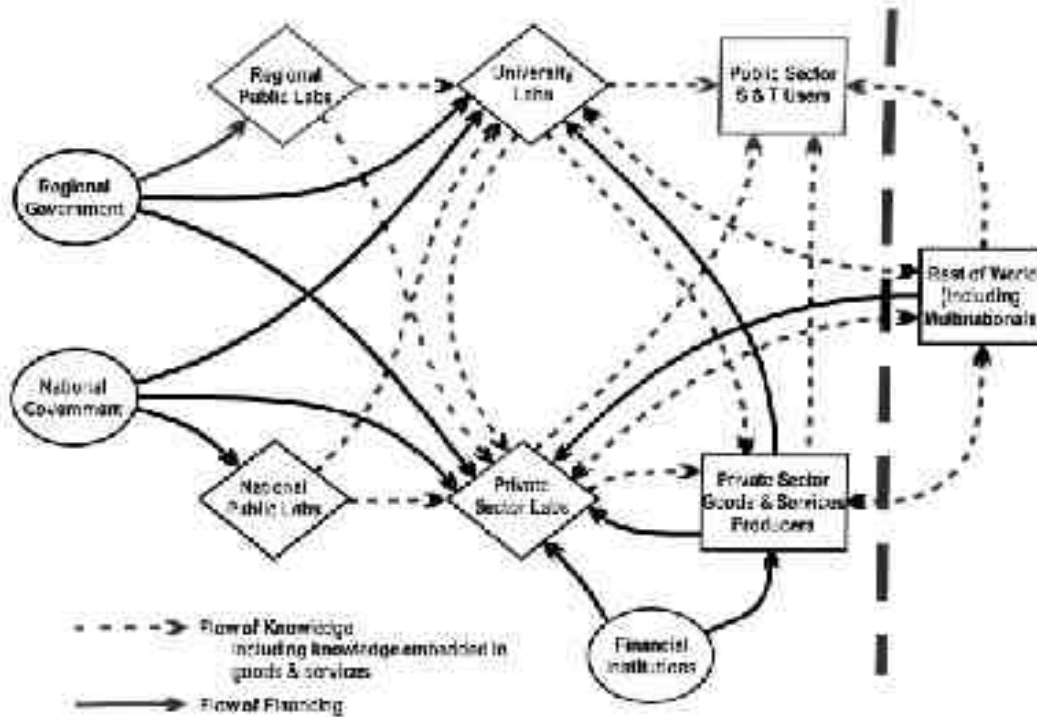 Regional
Public Labs
University
Labs
Public Sector
S & T Users
Regional
Government
Rest of World
(Including
Multinationals)
National
Government
National
Public Labs
Private
Sector Labs
Private Sector
Goods & Services
Producers
Financial
Institutions
Flow of Knowledge
including knowledge embedded in
goods & services
Flow of Financing